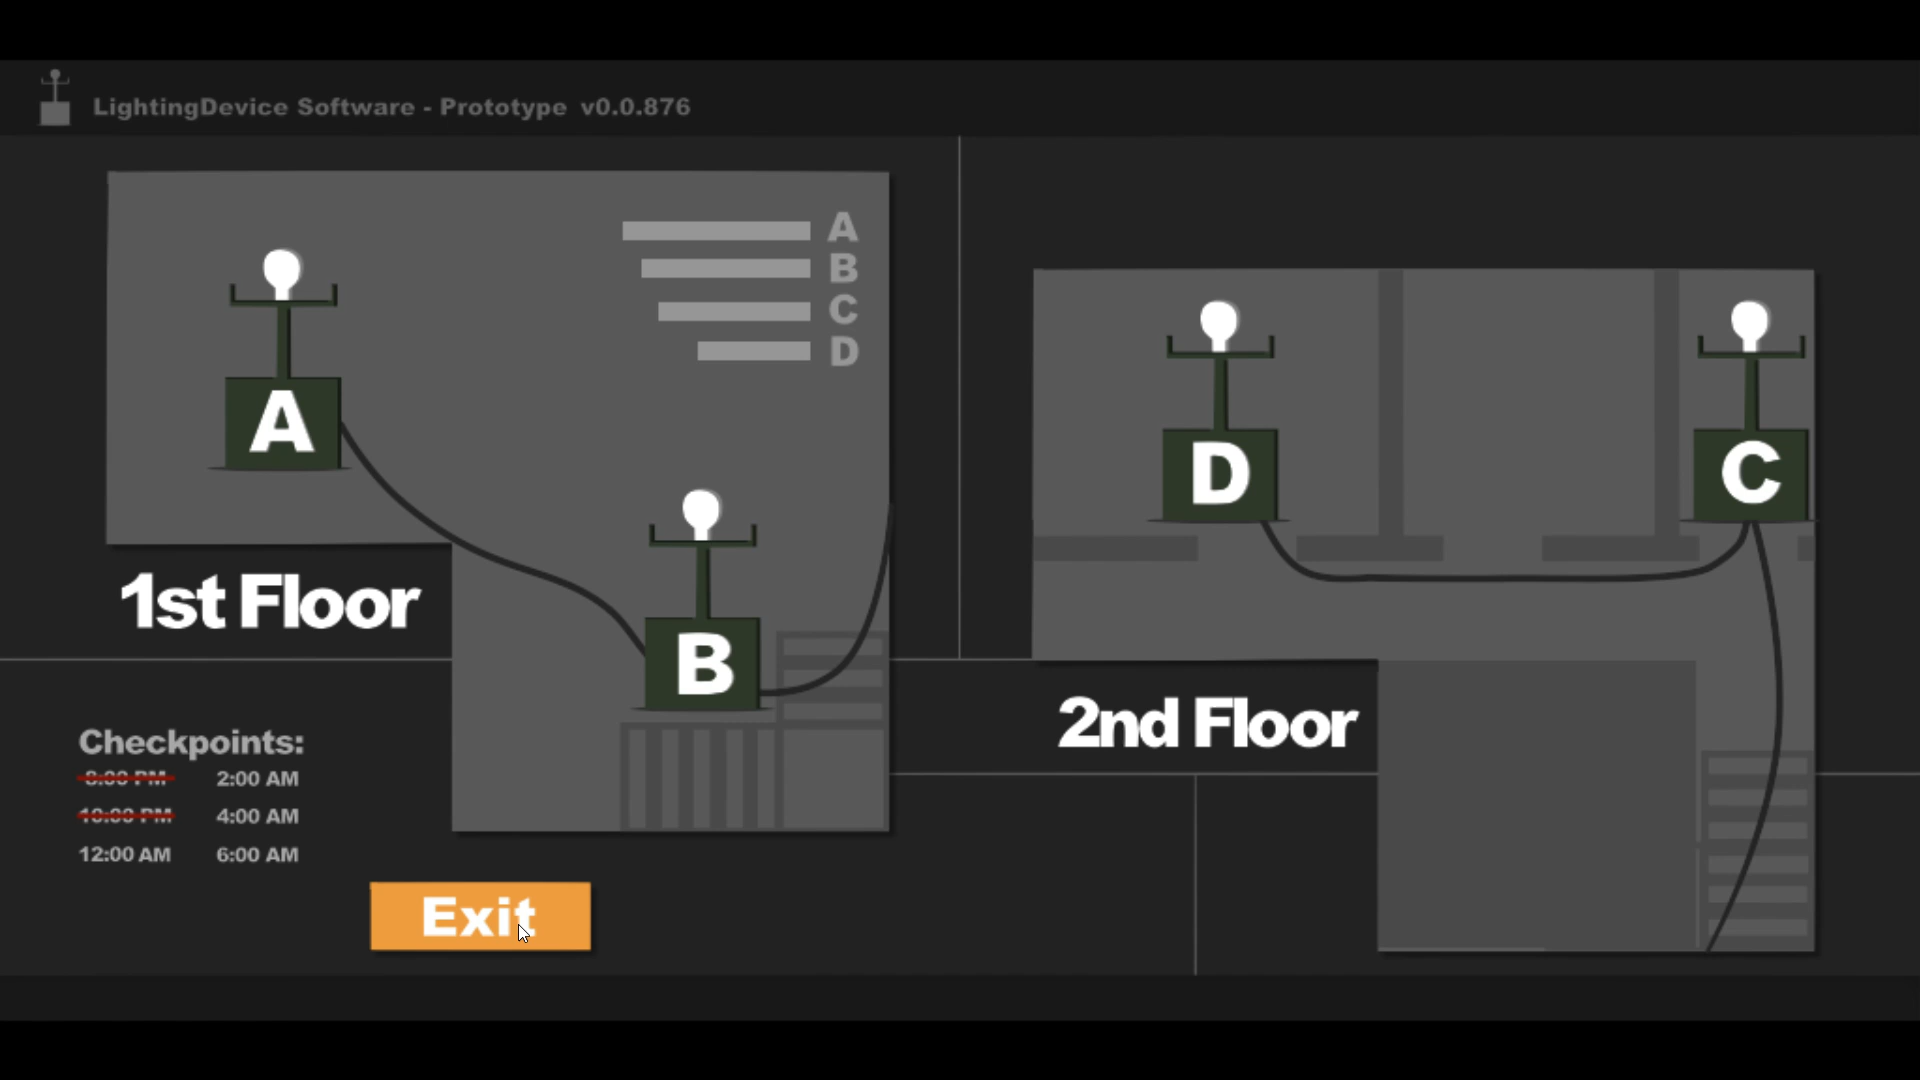 LightingDevice Software - Prototype v0.0.876
A
B
C
D
A
B
1st Floor
D
C
2nd Floor
Checkpoints:
8:00 PM 2:00 AM
10:00 PM 4:00 AM
12:00 AM 6:00 AM
Exit